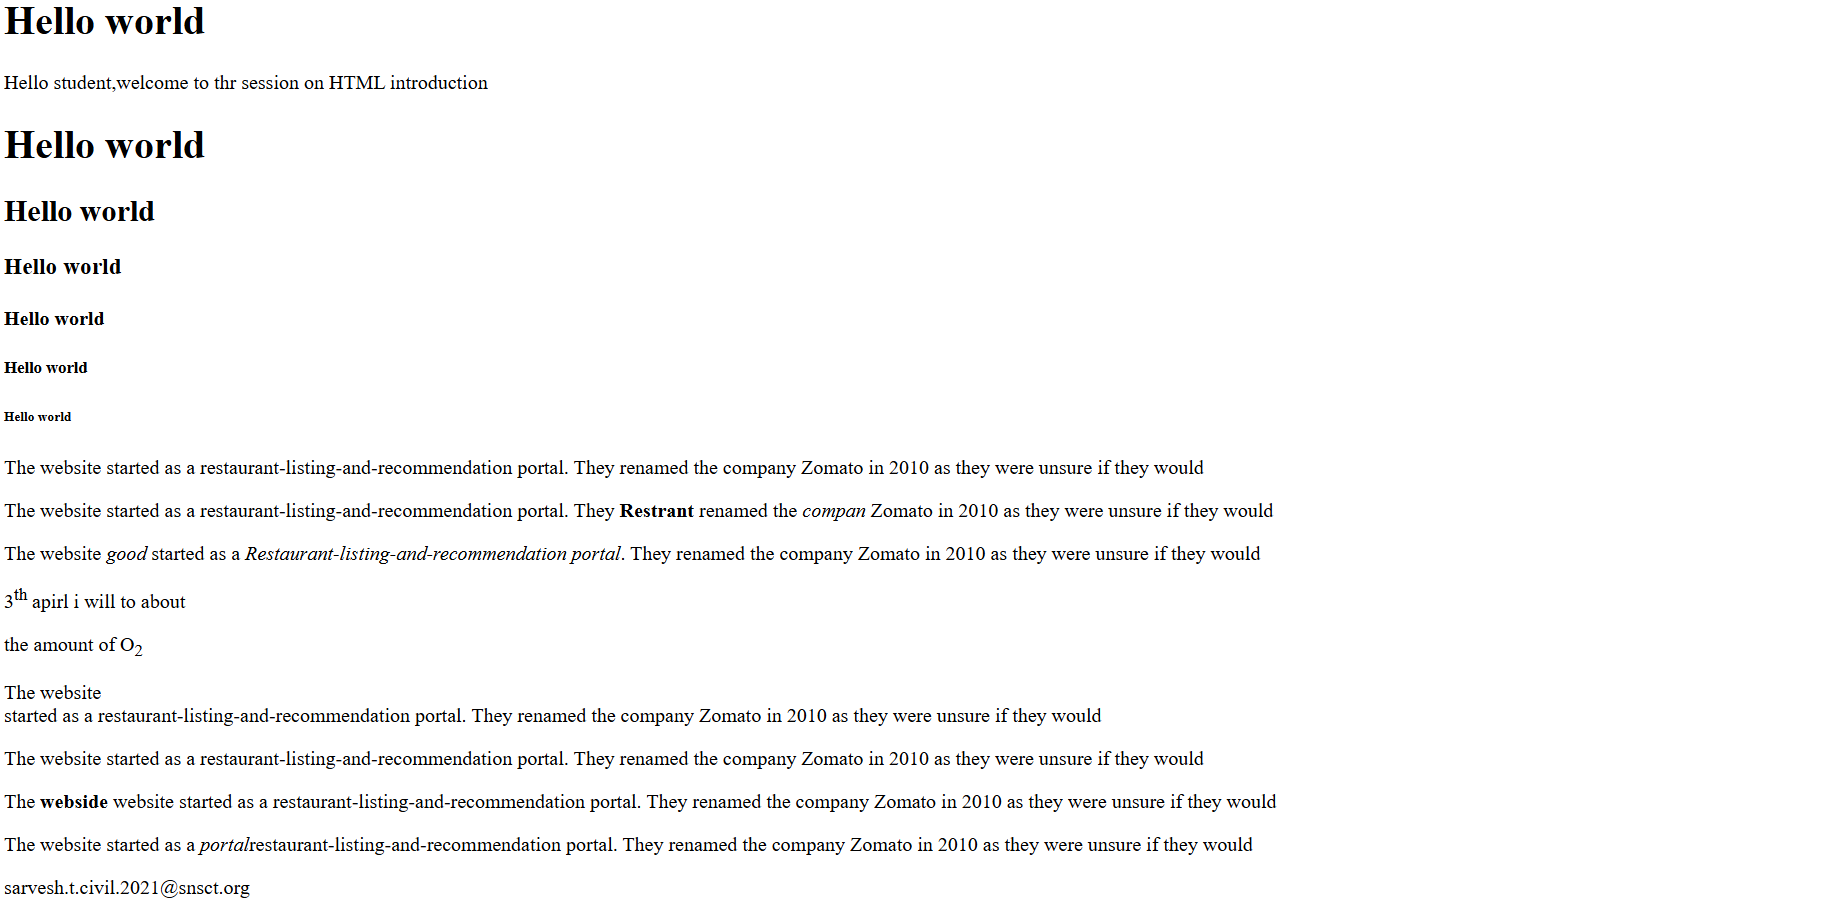 Hello world
Hello student,welcome to thr session on HTML introduction
Hello world
Hello world
Hello world
Hello world
Hello world
Hello world
The website started as a restaurant-listing-and-recommendation portal. They renamed the company Zomato in 2010 as they were unsure if they would
The website started as a restaurant-listing-and-recommendation portal. They Restrant renamed the compan Zomato in 2010 as they were unsure if they would
The website good started as a Restaurant-listing-and-recommendation portal. They renamed the company Zomato in 2010 as they were unsure if they would
3th apirl i will to about
the amount of O2
The website
started as a restaurant-listing-and-recommendation portal. They renamed the company Zomato in 2010 as they were unsure if they would
The website started as a restaurant-listing-and-recommendation portal. They renamed the company Zomato in 2010 as they were unsure if they would
The webside website started as a restaurant-listing-and-recommendation portal. They renamed the company Zomato in 2010 as they were unsure if they would
The website started as a portalrestaurant-listing-and-recommendation portal. They renamed the company Zomato in 2010 as they were unsure if they would
sarvesh.t.civil.2021@snsct.org